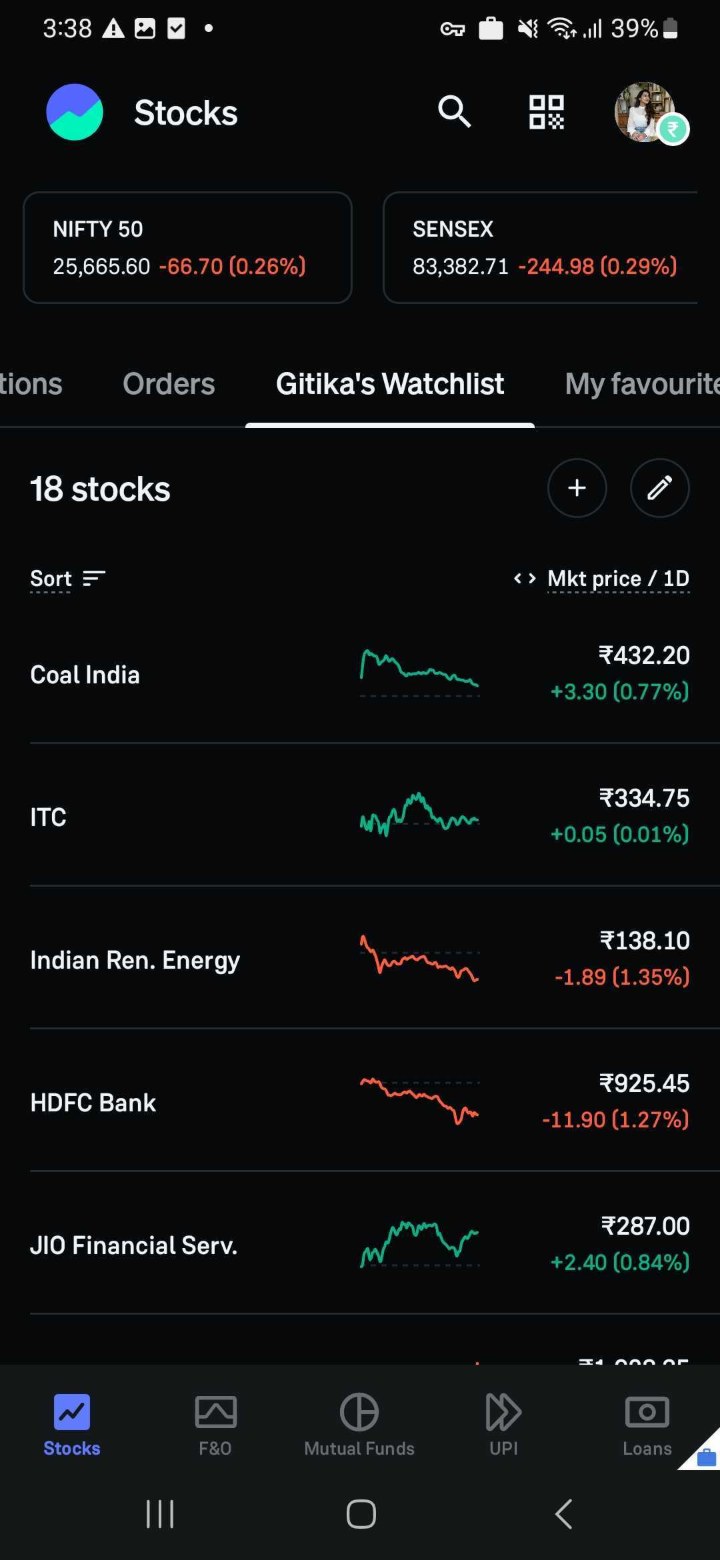 3:38 39%
Stocks
₹
NIFTY 50
25,665.60 -66.70 (0.26%)
SENSEX
83,382.71 -244.98 (0.29%)
tions Orders Gitika's Watchlist My favourite
18 stocks
Sort Mkt price / 1D
Coal India
₹432.20
+3.30 (0.77%)
ITC
₹334.75
+0.05 (0.01%)
Indian Ren. Energy
₹138.10
-1.89 (1.35%)
HDFC Bank
₹925.45
-11.90 (1.27%)
JIO Financial Serv.
₹287.00
+2.40 (0.84%)
Stocks F&O Mutual Funds UPI Loans